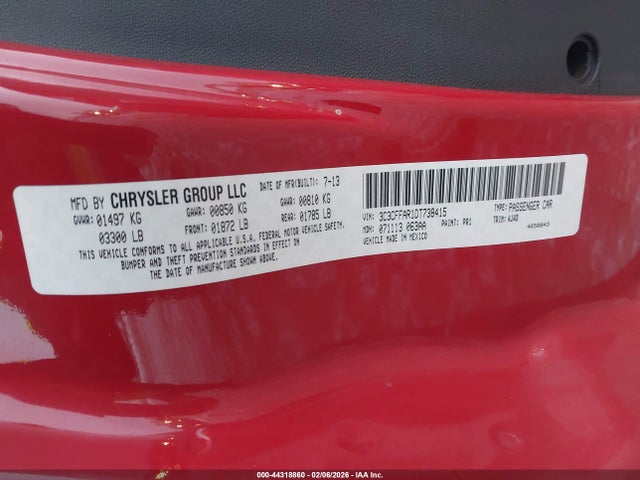 MFD BY CHRYSLER GROUP LLC DATE OF MFR(BUILT): 7-13
GVWR: 01497 KG GAWR: 00850 KG GAWR: 00810 KG
03300 LB FRONT: 01872 LB REAR: 01785 LB
THIS VEHICLE CONFORMS TO ALL APPLICABLE U.S.A. FEDERAL MOTOR VEHICLE SAFETY,
BUMPER AND THEFT PREVENTION STANDARDS IN EFFECT ON
THE DATE OF MANUFACTURE SHOWN ABOVE.
VIN: 3C3CFFAR1DT738415 TYPE: PASSENGER CAR
MDH: 071113 063AA PAINT: PR1 TRIM: AJAD
VEHICLE MADE IN MEXICO
000-44318860 - 02/06/2026 - IAA Inc.